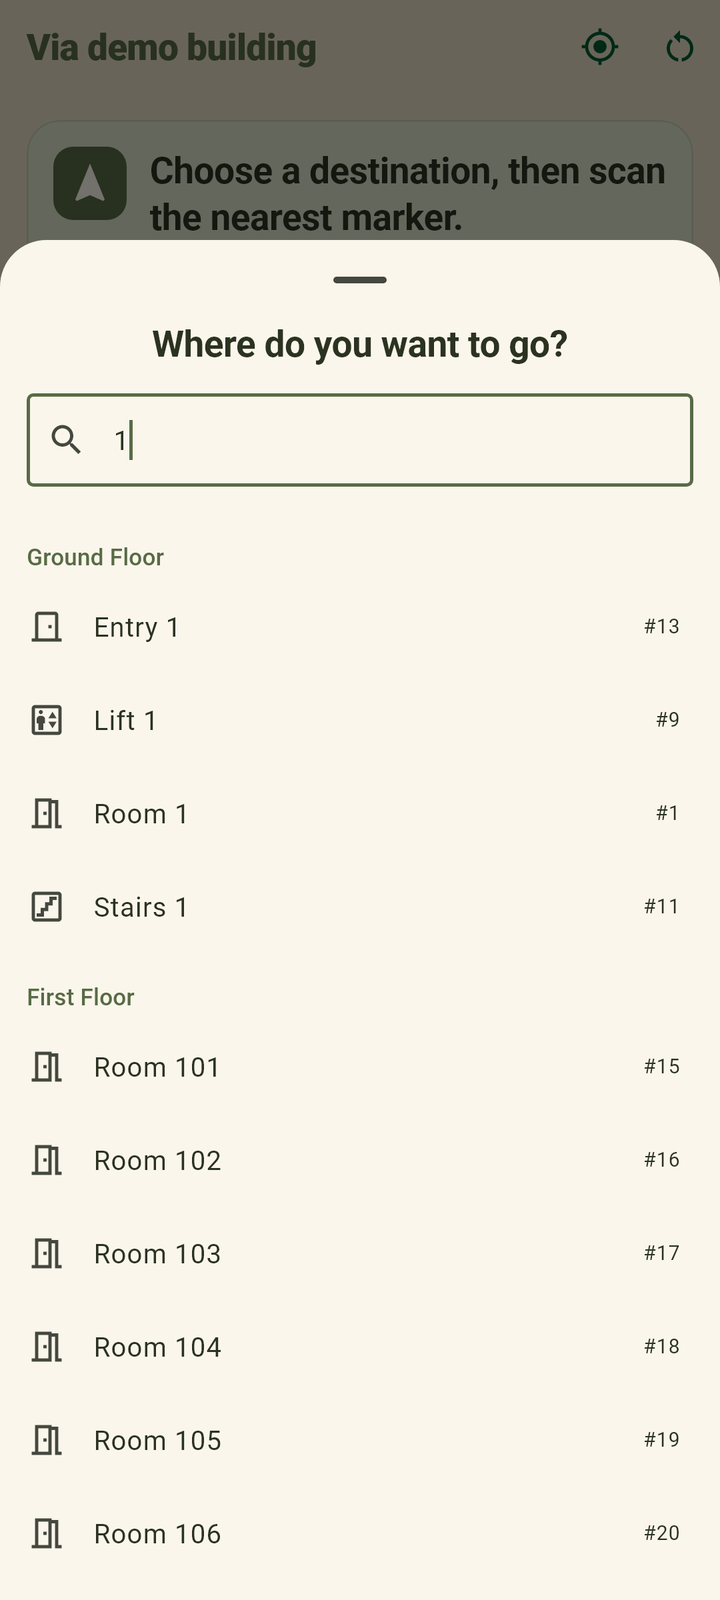 Via demo building
Choose a destination, then scan
the nearest marker.
Where do you want to go?
1
Ground Floor
Entry 1 #13
Lift 1 #9
Room 1 #1
Stairs 1 #11
First Floor
Room 101 #15
Room 102 #16
Room 103 #17
Room 104 #18
Room 105 #19
Room 106 #20